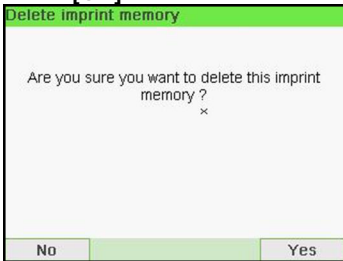 Delete imprint memory
Are you sure you want to delete this imprint
memory ?
×
No
Yes